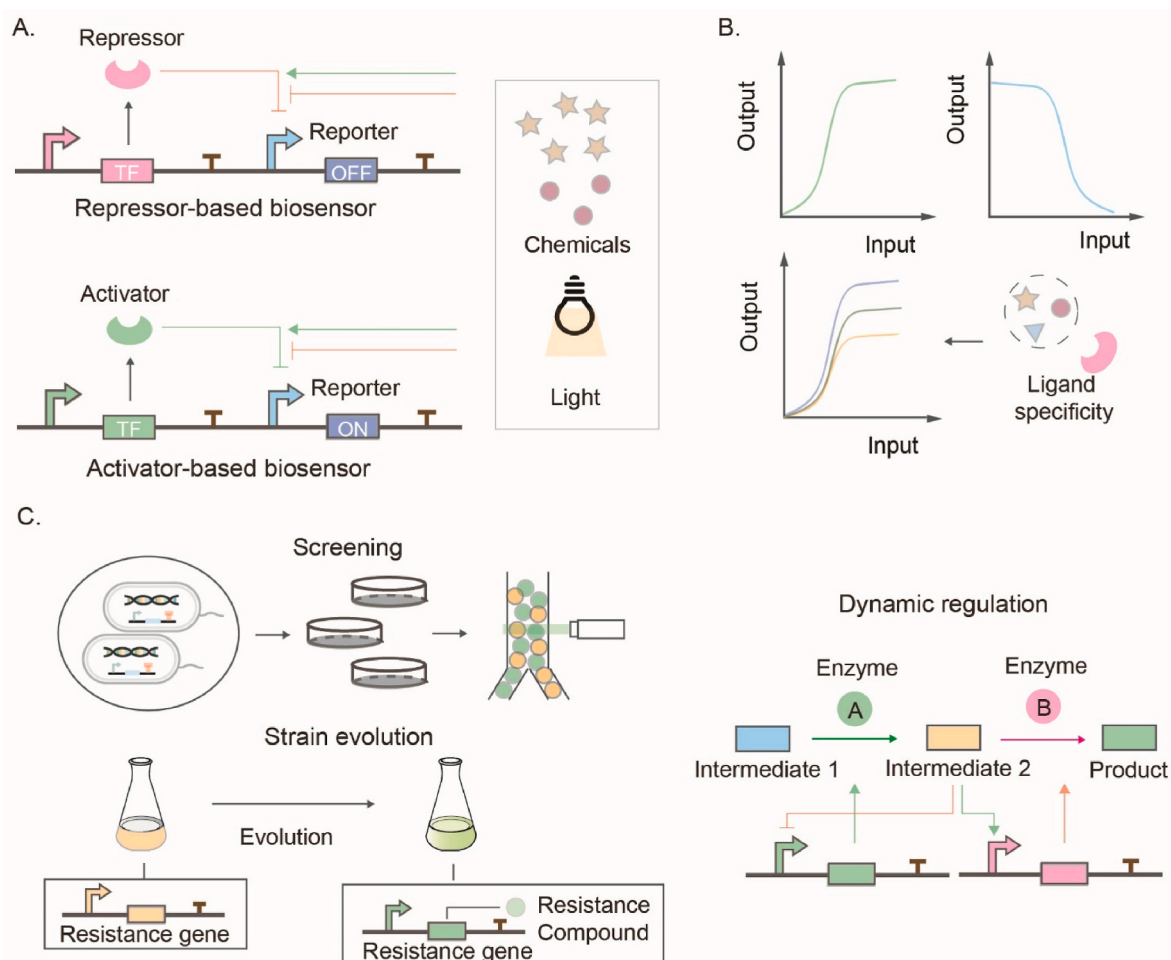 A.
Repressor
Reporter
TF
OFF
Repressor-based biosensor
Activator
Reporter
TF
ON
Activator-based biosensor
Chemicals
Light
B.
Output
Input
Output
Input
Output
Input
Ligand
specificity
C.
Screening
Strain evolution
Evolution
Resistance gene
Resistance
Compound
Resistance gene
Dynamic regulation
Enzyme
A
Enzyme
B
Intermediate 1
Intermediate 2
Product